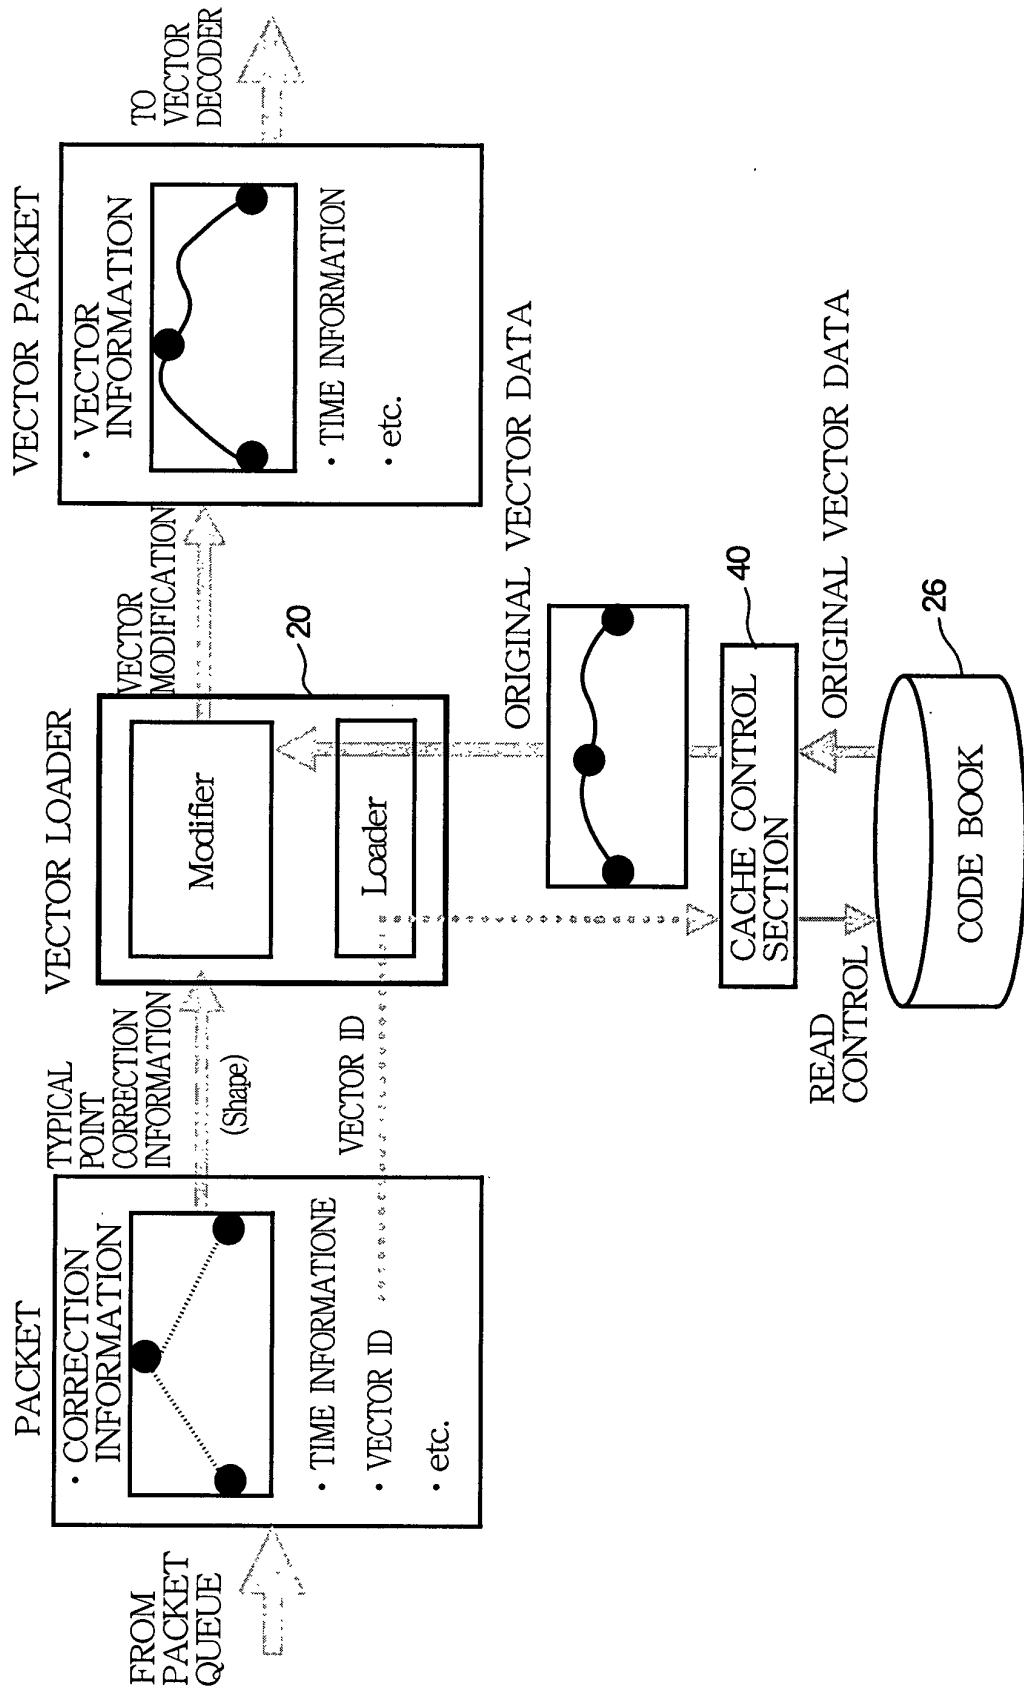 FROM
PACKET
QUEUE
PACKET
· CORRECTION
INFORMATION
· TIME INFORMATIONE
· VECTOR ID
· etc.
TYPICAL
POINT
CORRECTION
INFORMATION
(Shape)
VECTOR ID
VECTOR LOADER
Modifier
Loader
20
VECTOR
MODIFICATION
VECTOR PACKET
· VECTOR
INFORMATION
· TIME INFORMATION
· etc.
TO
VECTOR
DECODER
ORIGINAL VECTOR DATA
CACHE CONTROL
SECTION
40
READ
CONTROL
ORIGINAL VECTOR DATA
CODE BOOK
26